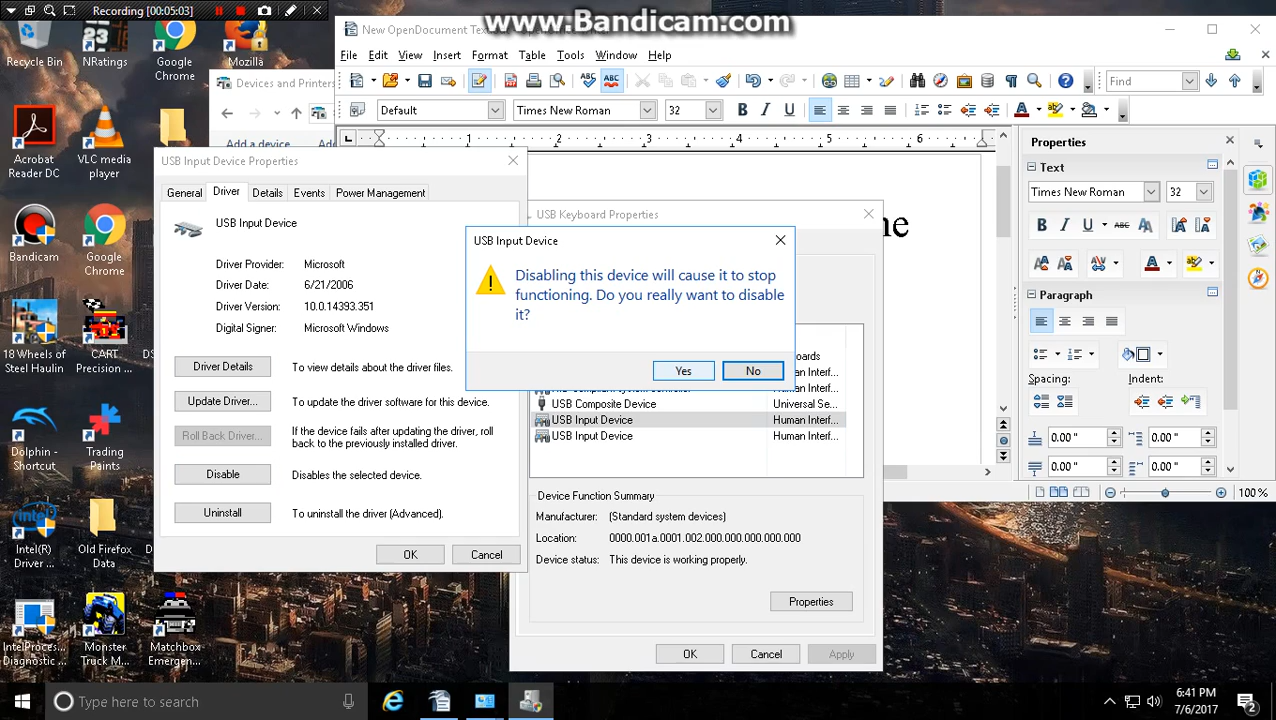 Recording [00:05:03]
www.Bandicam.com
New OpenDocument Tex
File Edit View Insert Format Table Tools Window Help
Find
Default
Times New Roman
32
1 2 3 4 5 6
Recycle Bin
NRatings
Google Chrome
Mozilla
Devices and Printers
Add a device
Acrobat Reader DC
VLC media player
Bandicam
Google Chrome
18 Wheels of Steel Haulin
CART Precision ...
Dolphin - Shortcut
Trading Paints
Intel(R) Driver ...
Old Firefox Data
IntelProces... Diagnostic ...
Monster Truck M...
Matchbox Emergen...
USB Input Device Properties
General Driver Details Events Power Management
USB Input Device
Driver Provider: Microsoft
Driver Date: 6/21/2006
Driver Version: 10.0.14393.351
Digital Signer: Microsoft Windows
Driver Details To view details about the driver files.
Update Driver... To update the driver software for this device.
Roll Back Driver... If the device fails after updating the driver, roll
back to the previously installed driver.
Disable Disables the selected device.
Uninstall To uninstall the driver (Advanced).
OK Cancel
USB Keyboard Properties
USB Input Device
Disabling this device will cause it to stop
functioning. Do you really want to disable
it?
Yes No
USB Composite Device Universal Se...
USB Input Device Human Interf...
USB Input Device Human Interf...
Device Function Summary
Manufacturer: (Standard system devices)
Location: 0000.001a.0001.002.000.000.000.000.000
Device status: This device is working properly.
Properties
OK Cancel Apply
Properties
Text
Times New Roman 32
Paragraph
Spacing: Indent:
0.00 " 0.00 "
0.00 " 0.00 "
100 %
Type here to search
6:41 PM
7/6/2017
2